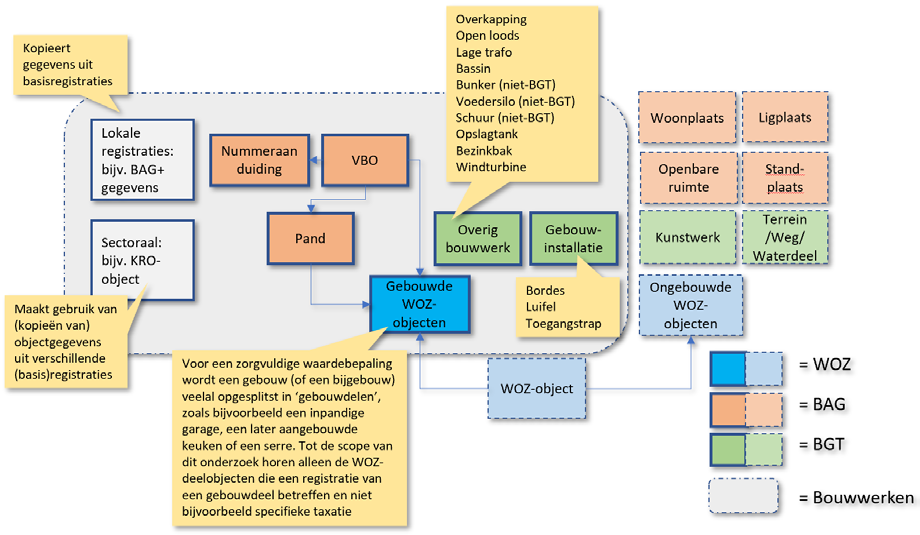 Overkapping
Open loods
Lage trafo
Bassin
Bunker (niet-BGT)
Voedersilo (niet-BGT)
Schuur (niet-BGT)
Opslagtank
Bezinkbak
Windturbine
Kopieert
gegevens uit
basisregistraties
Lokale
registraties:
bijv. BAG+
gegevens
Nummeraan
duiding
VBO
Woonplaats
Ligplaats
Openbare
ruimte
Stand-
plaats
Sectoraal:
bijv. KRO-
object
Pand
Overig
bouwwerk
Gebouw-
installatie
Kunstwerk
Terrein
/Weg/
Waterdeel
Gebouwde
WOZ-
objecten
Bordes
Luifel
Toegangstrap
Ongebouwde
WOZ-
objecten
Maakt gebruik van
(kopieën van)
objectgegevens
uit verschillende
(basis)registraties
Voor een zorgvuldige waardebepaling
wordt een gebouw (of een bijgebouw)
veelal opgesplitst in ‘gebouwdelen’,
zoals bijvoorbeeld een inpandige
garage, een later aangebouwde
keuken of een serre. Tot de scope van
dit onderzoek horen alleen de WOZ-
deelobjecten die een registratie van
een gebouwdeel betreffen en niet
bijvoorbeeld specifieke taxatie
WOZ-object
= WOZ
= BAG
= BGT
= Bouwwerken